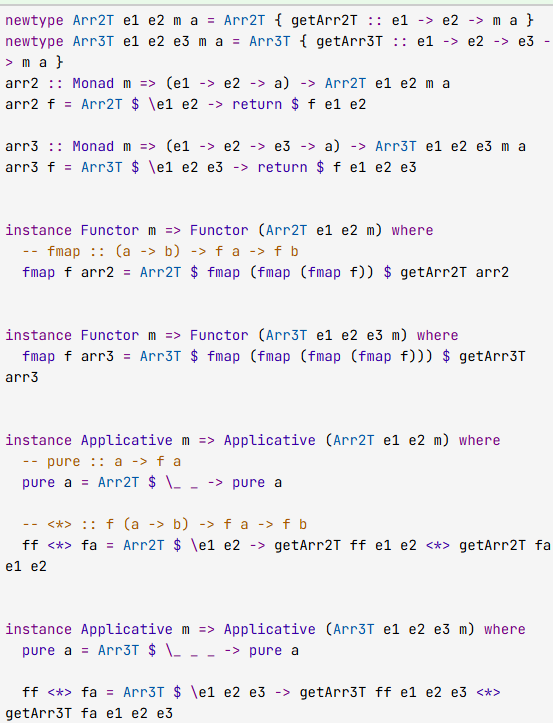 newtype Arr2T e1 e2 m a = Arr2T { getArr2T :: e1 -> e2 -> m a }
newtype Arr3T e1 e2 e3 m a = Arr3T { getArr3T :: e1 -> e2 -> e3 -
> m a }
arr2 :: Monad m => (e1 -> e2 -> a) -> Arr2T e1 e2 m a
arr2 f = Arr2T $ \e1 e2 -> return $ f e1 e2
arr3 :: Monad m => (e1 -> e2 -> e3 -> a) -> Arr3T e1 e2 e3 m a
arr3 f = Arr3T $ \e1 e2 e3 -> return $ f e1 e2 e3
instance Functor m => Functor (Arr2T e1 e2 m) where
  -- fmap :: (a -> b) -> f a -> f b
  fmap f arr2 = Arr2T $ fmap (fmap (fmap f)) $ getArr2T arr2
instance Functor m => Functor (Arr3T e1 e2 e3 m) where
  fmap f arr3 = Arr3T $ fmap (fmap (fmap (fmap f))) $ getArr3T
arr3
instance Applicative m => Applicative (Arr2T e1 e2 m) where
  -- pure :: a -> f a
  pure a = Arr2T $ \_ _ -> pure a
  -- <*> :: f (a -> b) -> f a -> f b
  ff <*> fa = Arr2T $ \e1 e2 -> getArr2T ff e1 e2 <*> getArr2T fa
e1 e2
instance Applicative m => Applicative (Arr3T e1 e2 e3 m) where
  pure a = Arr3T $ \_ _ _ -> pure a
  ff <*> fa = Arr3T $ \e1 e2 e3 -> getArr3T ff e1 e2 e3 <*>
getArr3T fa e1 e2 e3